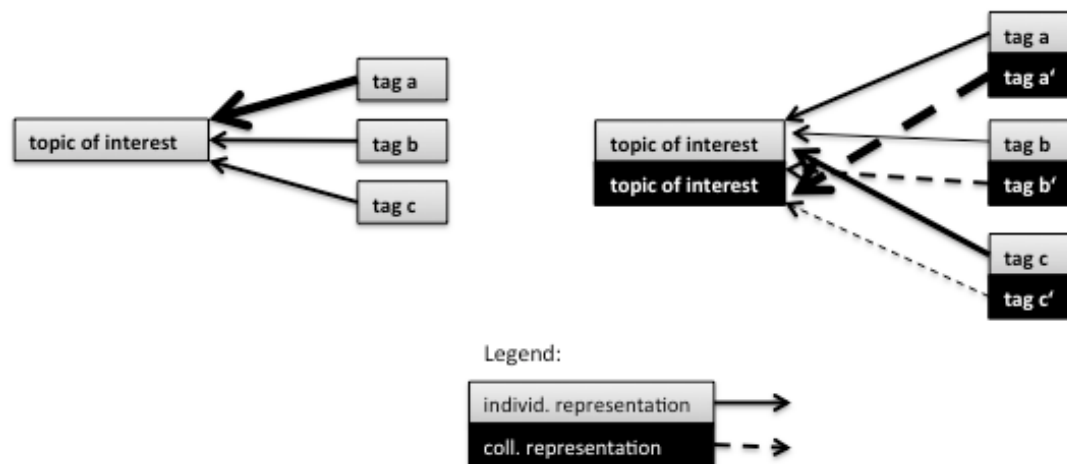 tag a
topic of interest
tag b
tag c
tag a
tag a‘
topic of interest
topic of interest
tag b
tag b‘
tag c
tag c‘
Legend:
individ. representation
coll. representation